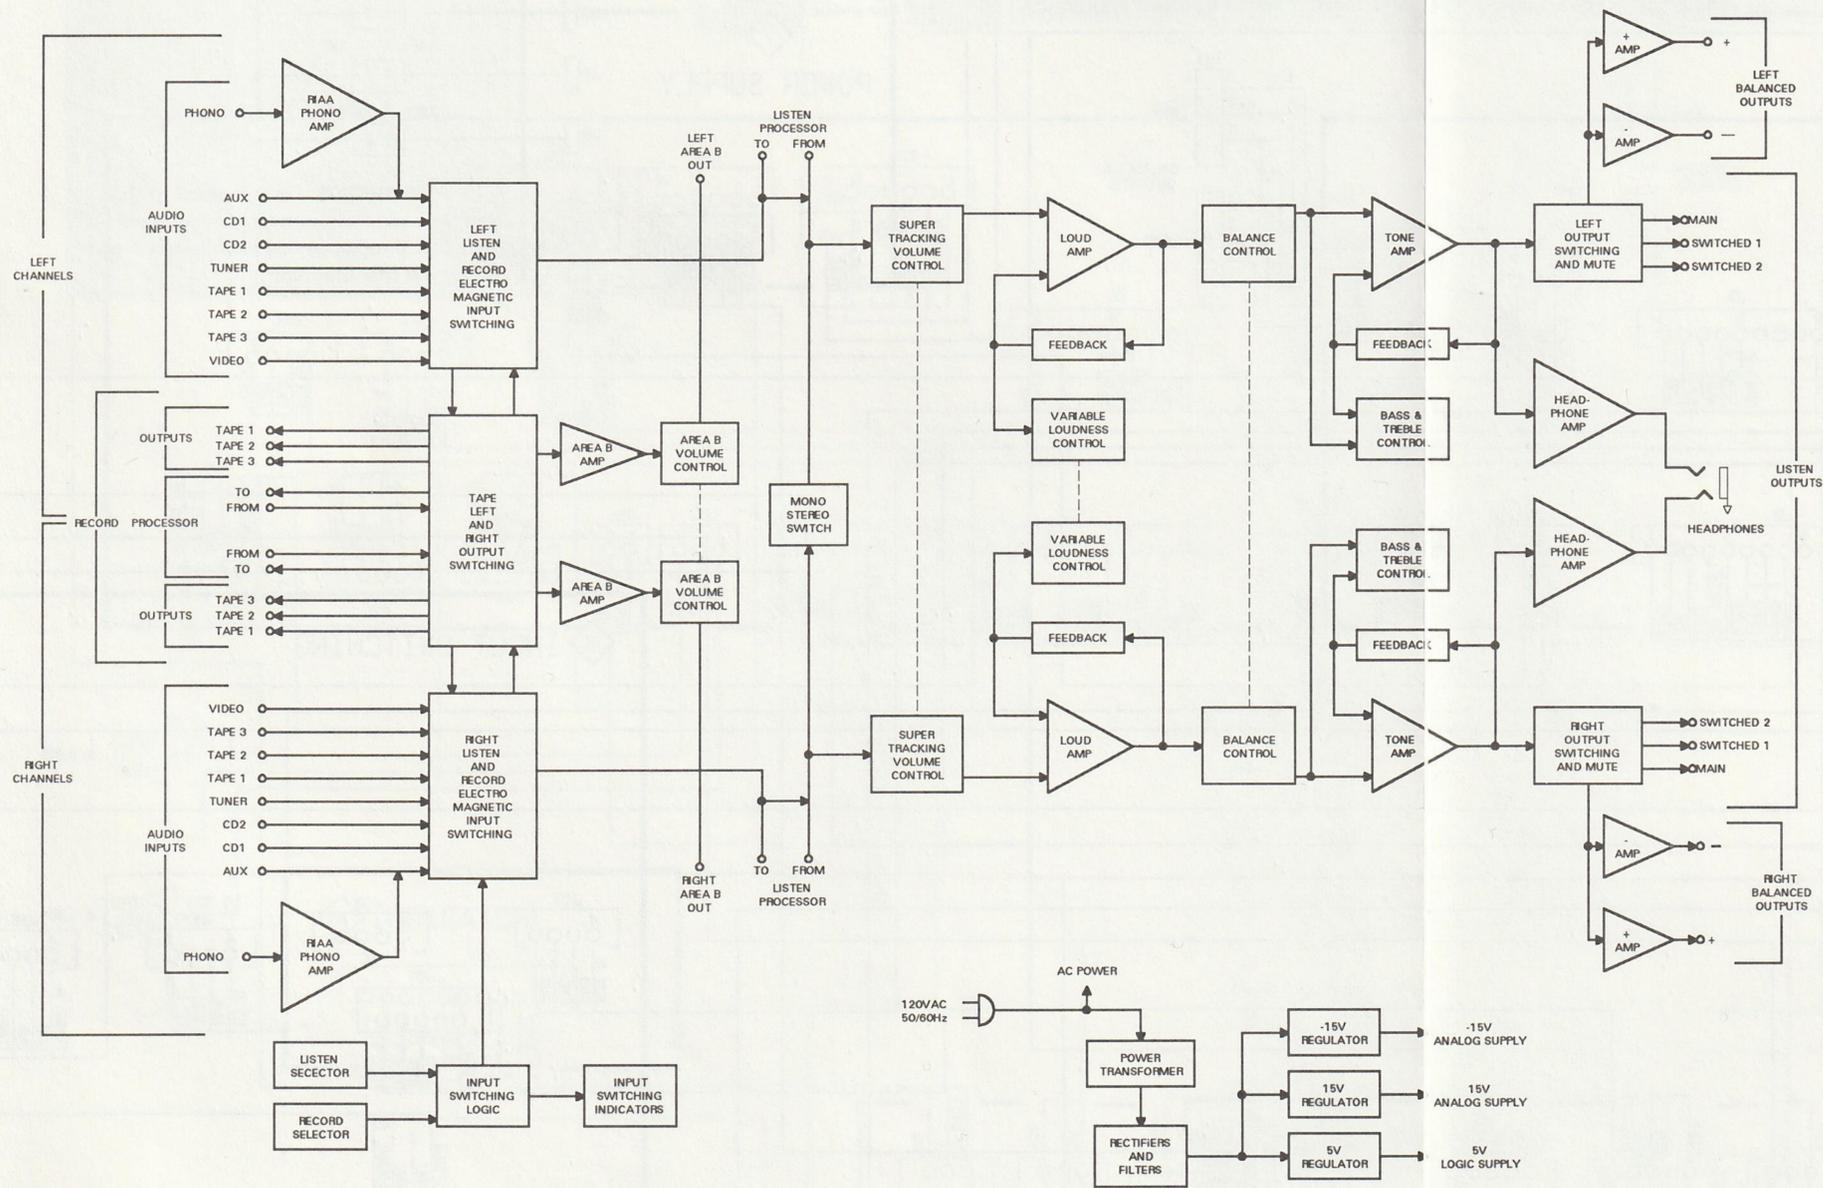 LEFT
CHANNELS
AUDIO
INPUTS
PHONO
RIAA
PHONO
AMP
AUX
CD1
CD2
TUNER
TAPE 1
TAPE 2
TAPE 3
VIDEO
LEFT
LISTEN
AND
RECORD
ELECTRO
MAGNETIC
INPUT
SWITCHING
RECORD
OUTPUTS
TAPE 1
TAPE 2
TAPE 3
PROCESSOR
TO
FROM
FROM
TO
OUTPUTS
TAPE 3
TAPE 2
TAPE 1
TAPE
LEFT
AND
RIGHT
OUTPUT
SWITCHING
AREA B
AMP
AREA B
VOLUME
CONTROL
AREA B
AMP
AREA B
VOLUME
CONTROL
LEFT
AREA B
OUT
RIGHT
AREA B
OUT
LISTEN
PROCESSOR
TO FROM
MONO
STEREO
SWITCH
TO FROM
LISTEN
PROCESSOR
RIGHT
CHANNELS
AUDIO
INPUTS
VIDEO
TAPE 3
TAPE 2
TAPE 1
TUNER
CD2
CD1
AUX
PHONO
RIAA
PHONO
AMP
RIGHT
LISTEN
AND
RECORD
ELECTRO
MAGNETIC
INPUT
SWITCHING
LISTEN
SECECTOR
RECORD
SELECTOR
INPUT
SWITCHING
LOGIC
INPUT
SWITCHING
INDICATORS
SUPER
TRACKING
VOLUME
CONTROL
LOUD
AMP
BALANCE
CONTROL
TONE
AMP
LEFT
OUTPUT
SWITCHING
AND MUTE
MAIN
SWITCHED 1
SWITCHED 2
FEEDBACK
FEEDBACK
VARIABLE
LOUDNESS
CONTROL
BASS &
TREBLE
CONTROL
HEAD-
PHONE
AMP
+
AMP
+
-
AMP
—
LEFT
BALANCED
OUTPUTS
LISTEN
OUTPUTS
HEADPHONES
VARIABLE
LOUDNESS
CONTROL
BASS &
TREBLE
CONTROL
HEAD-
PHONE
AMP
FEEDBACK
FEEDBACK
SUPER
TRACKING
VOLUME
CONTROL
LOUD
AMP
BALANCE
CONTROL
TONE
AMP
RIGHT
OUTPUT
SWITCHING
AND MUTE
SWITCHED 2
SWITCHED 1
MAIN
-
AMP
—
+
AMP
+
RIGHT
BALANCED
OUTPUTS
AC POWER
120VAC
50/60Hz
POWER
TRANSFORMER
RECTIFIERS
AND
FILTERS
-15V
REGULATOR
-15V
ANALOG SUPPLY
15V
REGULATOR
15V
ANALOG SUPPLY
5V
REGULATOR
5V
LOGIC SUPPLY